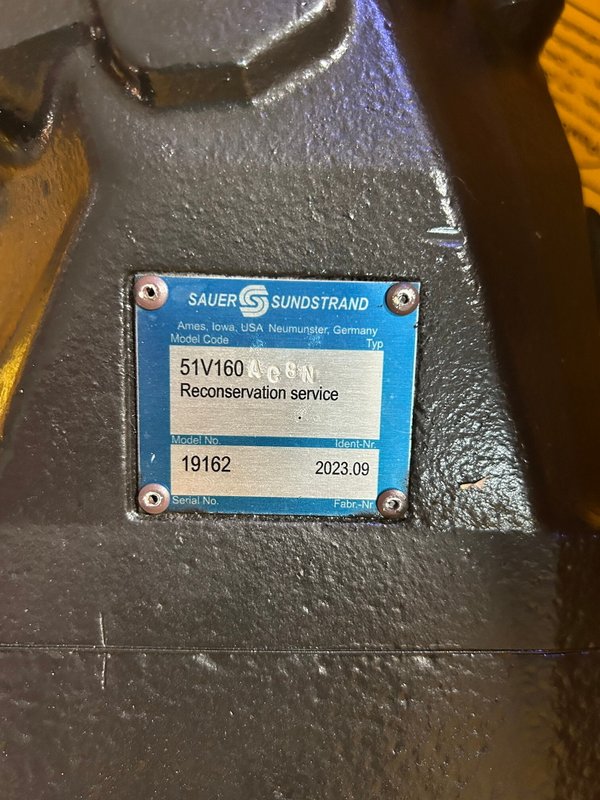 SAUER SUNDSTRAND
Ames, Iowa, USA Neumunster, Germany
Model Code Typ
51V160 AC8N
Reconservation service
Model No. Ident-Nr.
19162 2023.09
Serial No. Fabr.-Nr.